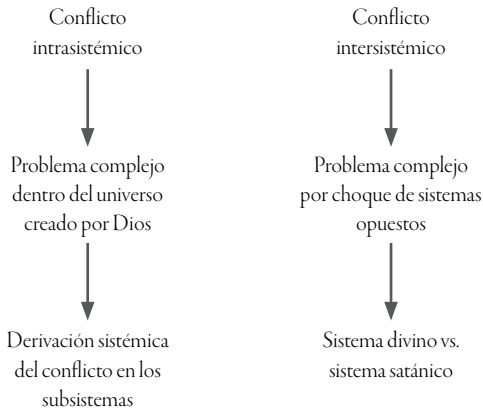 Conflicto
intrasistémico
Problema complejo
dentro del universo
creado por Dios
Derivación sistémica
del conflicto en los
subsistemas
Conflicto
intersistémico
Problema complejo
por choque de sistemas
opuestos
Sistema divino vs.
sistema satánico